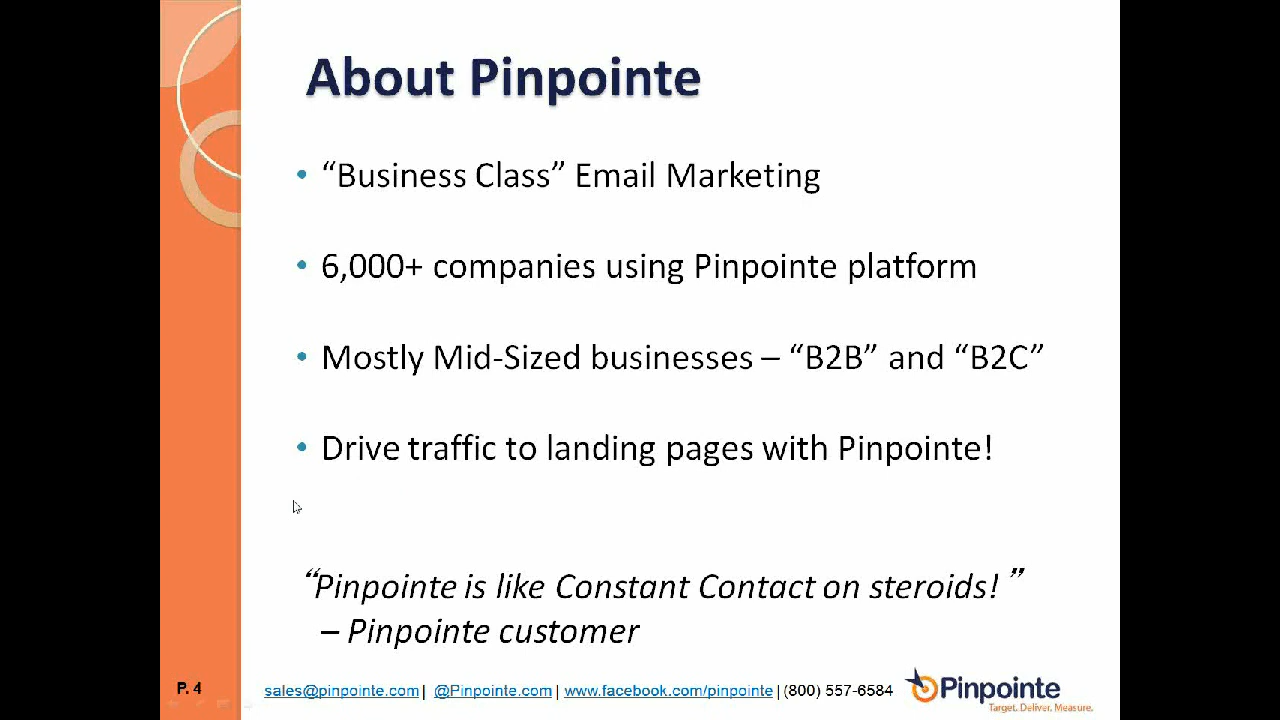 About Pinpointe
• “Business Class” Email Marketing
• 6,000+ companies using Pinpointe platform
• Mostly Mid-Sized businesses – “B2B” and “B2C”
• Drive traffic to landing pages with Pinpointe!
“Pinpointe is like Constant Contact on steroids! ”
– Pinpointe customer
P. 4
sales@pinpointe.com | @Pinpointe.com | www.facebook.com/pinpointe | (800) 557-6584
Pinpointe
Target. Deliver. Measure.